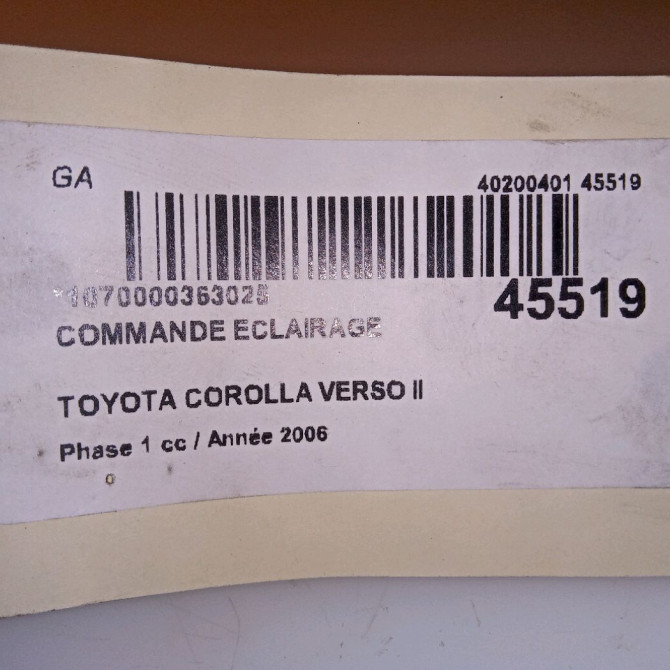 GA
40200401 45519
*1070000363025
45519
COMMANDE ECLAIRAGE
TOYOTA COROLLA VERSO II
Phase 1 cc / Année 2006